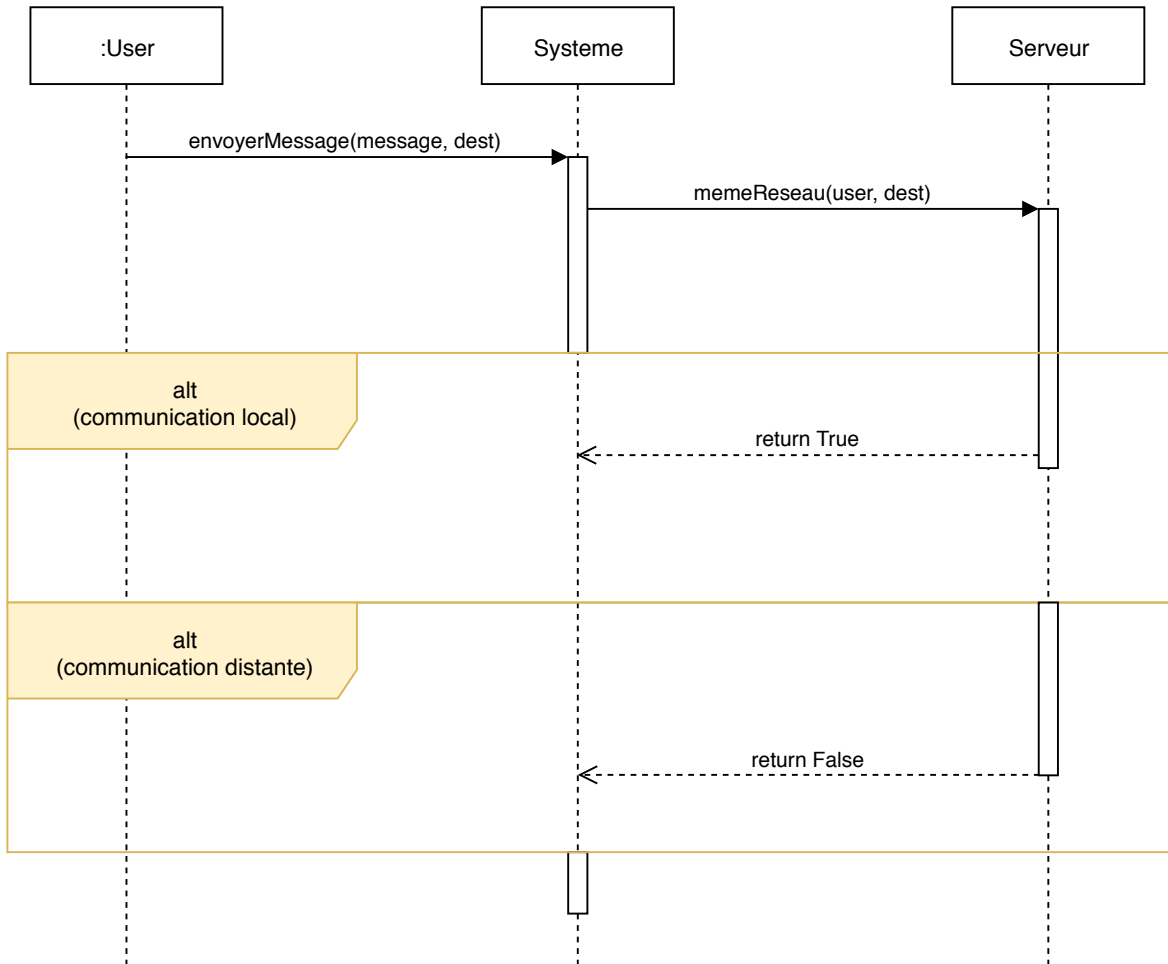 :User
Systeme
Serveur
envoyerMessage(message, dest)
memeReseau(user, dest)
alt
(communication local)
return True
alt
(communication distante)
return False